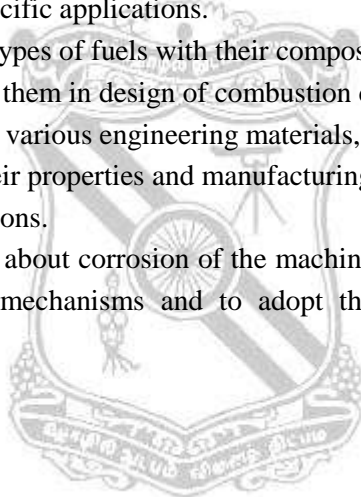 cific applications.
ypes of fuels with their compos
them in design of combustion
various engineering materials,
eir properties and manufacturing
ions.
about corrosion of the machin
mechanisms and to adopt th